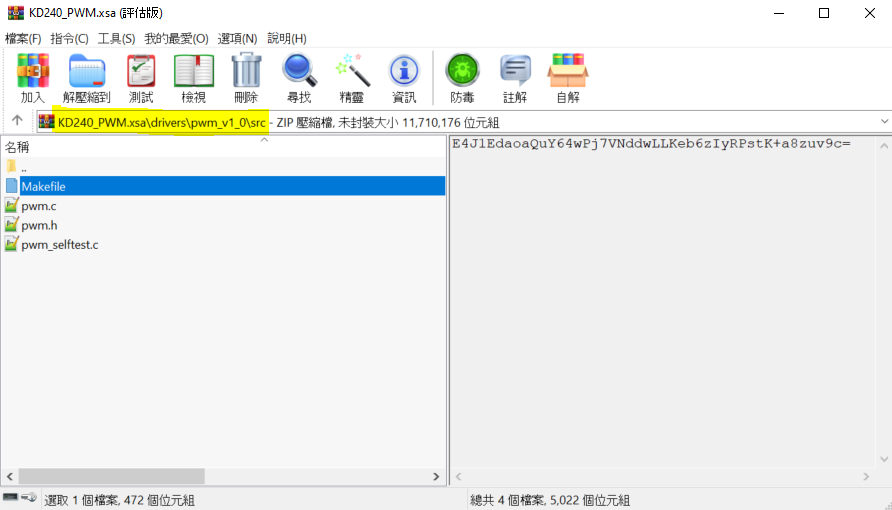 KD240_PWM.xsa (評估版)
檔案(F) 指令(C) 工具(S) 我的最愛(O) 選項(N) 說明(H)
加入 解壓縮到 測試 檢視 刪除 尋找 精靈 資訊 防毒 註解 自解
KD240_PWM.xsa\drivers\pwm_v1_0\src - ZIP 壓縮檔, 未封裝大小 11,710,176 位元組
名稱
..
Makefile
pwm.c
pwm.h
pwm_selftest.c
E4JlEdaoaQuY64wPj7VNddwLLKeb6zIyRPstK+a8zuv9c=
選取 1 個檔案, 472 個位元組
總共 4 個檔案, 5,022 個位元組